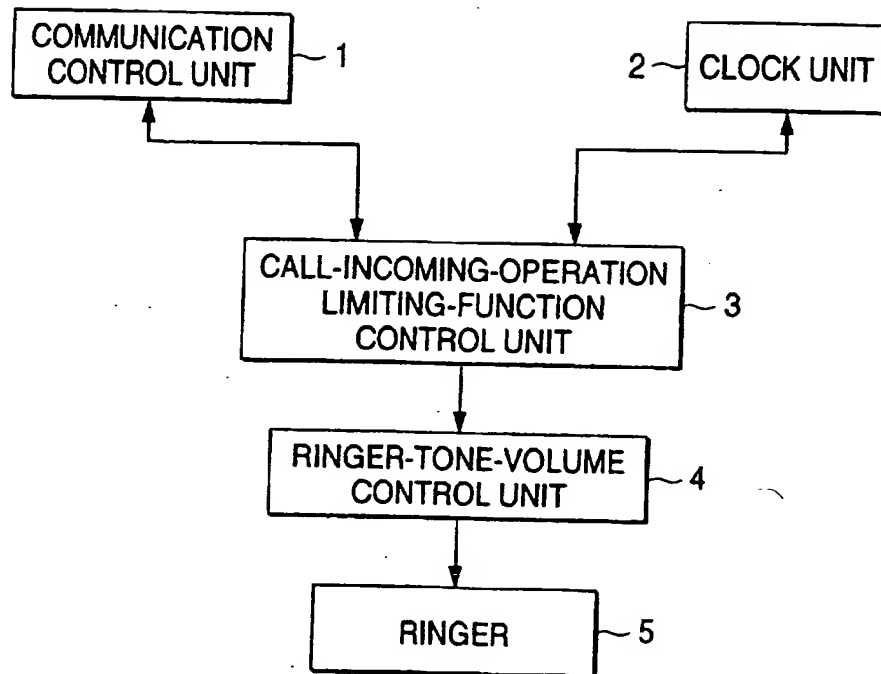 COMMUNICATION
CONTROL UNIT
1
2
CLOCK UNIT
CALL-INCOMING-OPERATION
LIMITING-FUNCTION
CONTROL UNIT
3
RINGER-TONE-VOLUME
CONTROL UNIT
4
RINGER
5